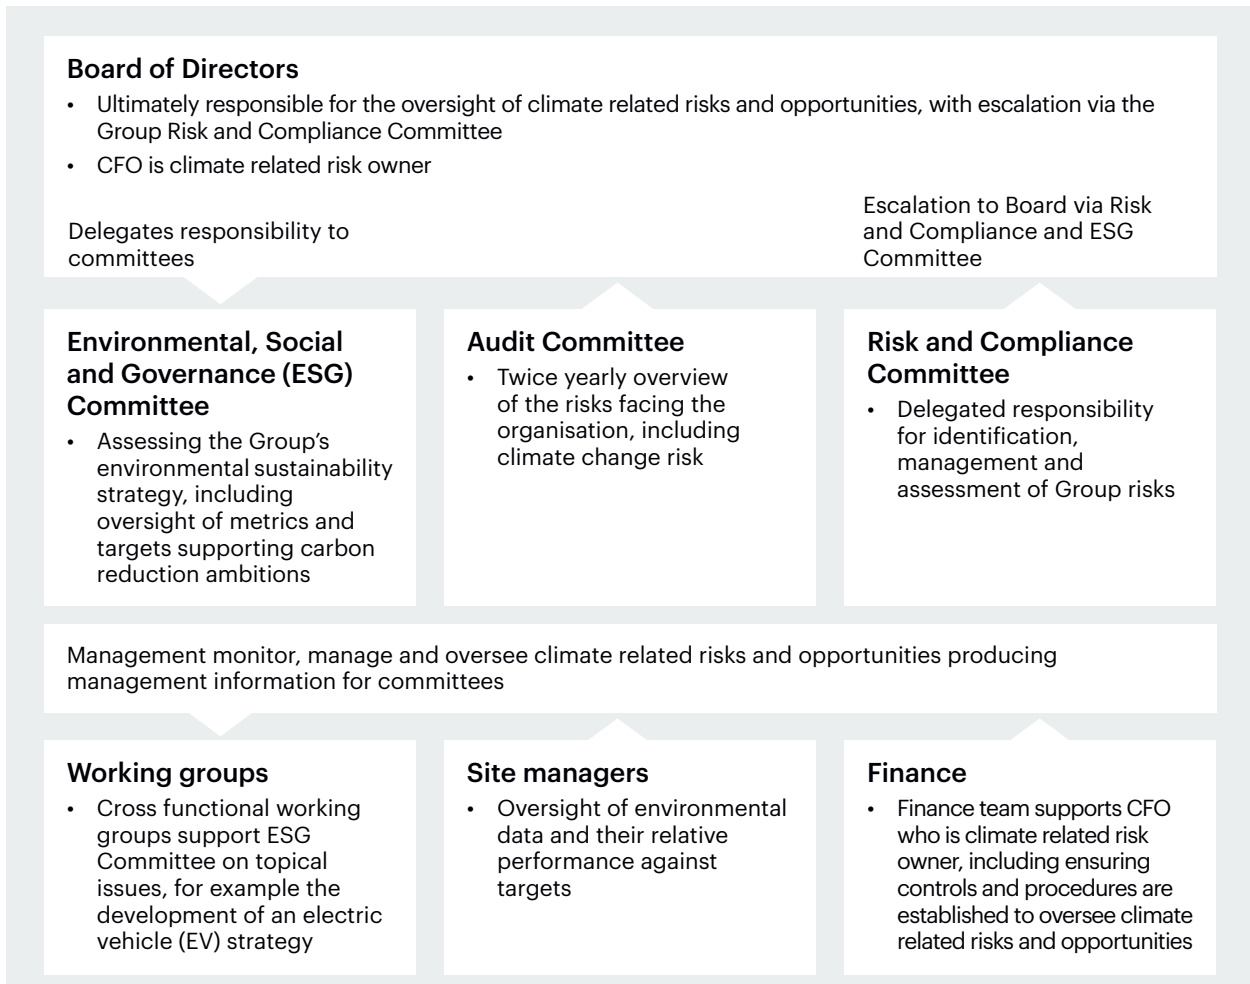 Board of Directors
• Ultimately responsible for the oversight of climate related risks and opportunities, with escalation via the
Group Risk and Compliance Committee
• CFO is climate related risk owner
Delegates responsibility to
committees
Escalation to Board via Risk
and Compliance and ESG
Committee
Environmental, Social
and Governance (ESG)
Committee
• Assessing the Group’s
environmental sustainability
strategy, including
oversight of metrics and
targets supporting carbon
reduction ambitions
Audit Committee
• Twice yearly overview
of the risks facing the
organisation, including
climate change risk
Risk and Compliance
Committee
• Delegated responsibility
for identification,
management and
assessment of Group risks
Management monitor, manage and oversee climate related risks and opportunities producing
management information for committees
Working groups
• Cross functional working
groups support ESG
Committee on topical
issues, for example the
development of an electric
vehicle (EV) strategy
Site managers
• Oversight of environmental
data and their relative
performance against
targets
Finance
• Finance team supports CFO
who is climate related risk
owner, including ensuring
controls and procedures are
established to oversee climate
related risks and opportunities